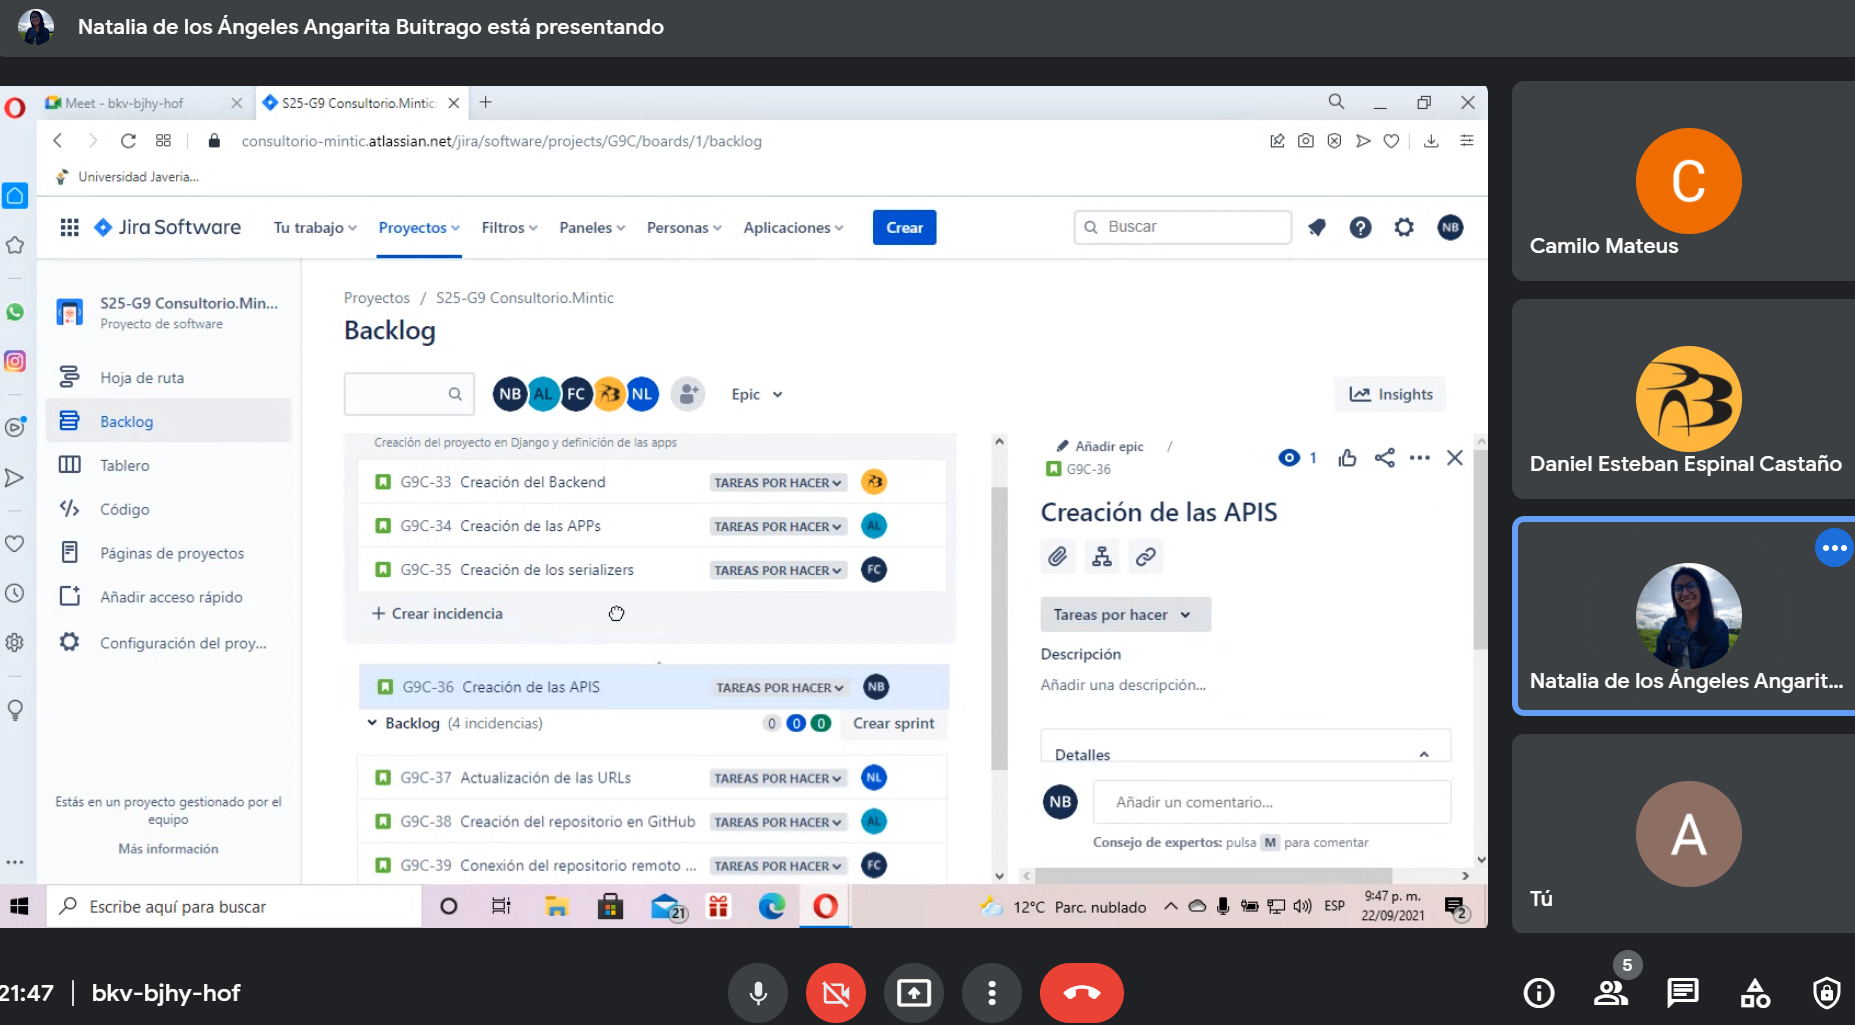 Natalia de los Ángeles Angarita Buitrago está presentando
Meet - bkv-bjhy-hof
S25-G9 Consultorio.Mintic
consultorio-mintic.atlassian.net/jira/software/projects/G9C/boards/1/backlog
Universidad Javeria...
Jira Software
Tu trabajo
Proyectos
Filtros
Paneles
Personas
Aplicaciones
Crear
Buscar
NB
S25-G9 Consultorio.Min...
Proyecto de software
Hoja de ruta
Backlog
Tablero
Código
Páginas de proyectos
Añadir acceso rápido
Configuración del proy...
Estás en un proyecto gestionado por el
equipo
Más información
Proyectos / S25-G9 Consultorio.Mintic
Backlog
NB AL FC NL
Epic
Insights
Creación del proyecto en Django y definición de las apps
G9C-33 Creación del Backend TAREAS POR HACER
G9C-34 Creación de las APPs TAREAS POR HACER AL
G9C-35 Creación de los serializers TAREAS POR HACER FC
+ Crear incidencia
G9C-36 Creación de las APIS TAREAS POR HACER NB
Backlog (4 incidencias) 0 0 0 Crear sprint
G9C-37 Actualización de las URLs TAREAS POR HACER NL
G9C-38 Creación del repositorio en GitHub TAREAS POR HACER AL
G9C-39 Conexión del repositorio remoto ... TAREAS POR HACER FC
Añadir epic /
G9C-36
1
Creación de las APIS
Tareas por hacer
Descripción
Añadir una descripción...
Detalles
NB
Añadir un comentario...
Consejo de expertos: pulsa M para comentar
Escribe aquí para buscar
21
12°C Parc. nublado
ESP
9:47 p. m.
22/09/2021
2
C
Camilo Mateus
Daniel Esteban Espinal Castaño
Natalia de los Ángeles Angarit...
A
Tú
21:47 | bkv-bjhy-hof
5